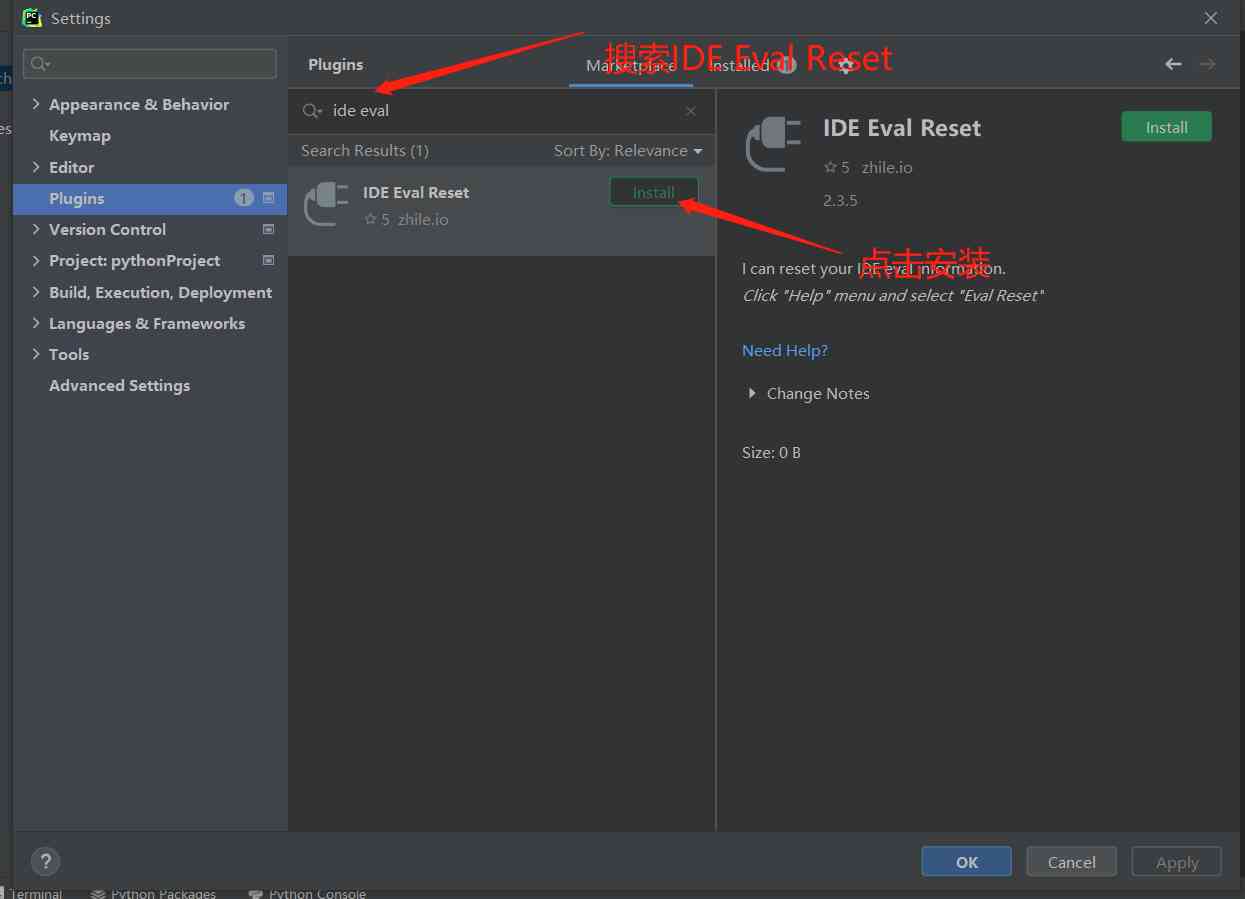 Settings
搜索IDE Eval Reset
Plugins
Marketplace
Installed
Appearance & Behavior
Keymap
Editor
Plugins 1
Version Control
Project: pythonProject
Build, Execution, Deployment
Languages & Frameworks
Tools
Advanced Settings
ide eval
Search Results (1) Sort By: Relevance
IDE Eval Reset Install
5 zhile.io
点击安装
IDE Eval Reset Install
5 zhile.io
2.3.5
I can reset your IDE eval information.
Click "Help" menu and select "Eval Reset"
Need Help?
Change Notes
Size: 0 B
? OK Cancel Apply
Terminal Python Packages Python Console